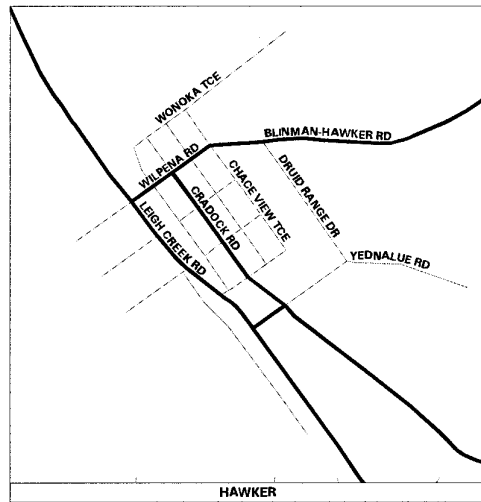 WONOKA TCE
BLINMAN-HAWKER RD
WILPENA RD
CHACE VIEW TCE
DRUID RANGE DR
CRADOCK RD
LEIGH CREEK RD
YEDNALUE RD
HAWKER